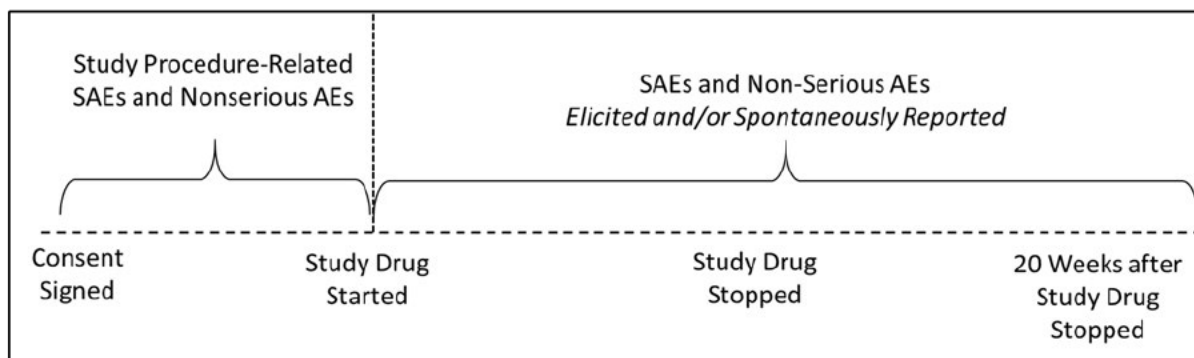 Study Procedure-Related
SAEs and Nonserious AEs
SAEs and Non-Serious AEs
Elicited and/or Spontaneously Reported
Consent
Signed
Study Drug
Started
Study Drug
Stopped
20 Weeks after
Study Drug
Stopped